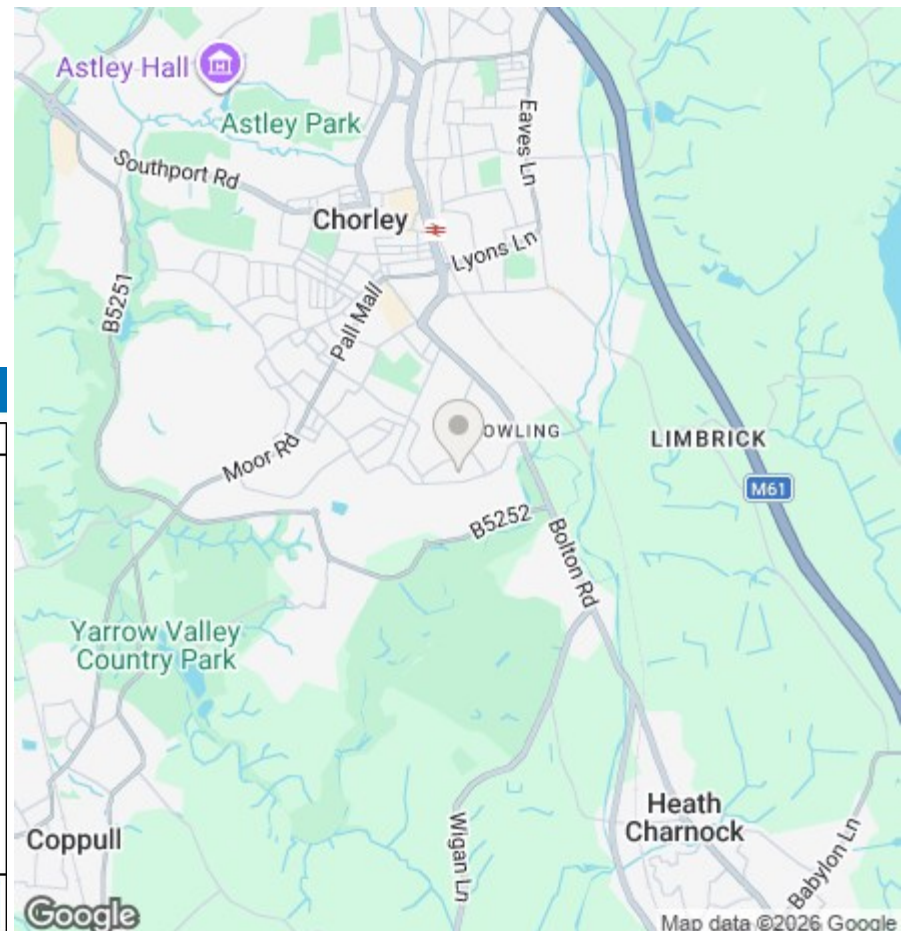 Astley Hall
Astley Park
Southport Rd
Eaves Ln
Chorley
Lyons Ln
B5251
Pall Mall
OWLING
LIMBRICK
Moor Rd
M61
B5252
Bolton Rd
Yarrow Valley
Country Park
Heath
Charnock
Coppull
Wigan Ln
Babylon Ln
Google
Map data ©2026 Google